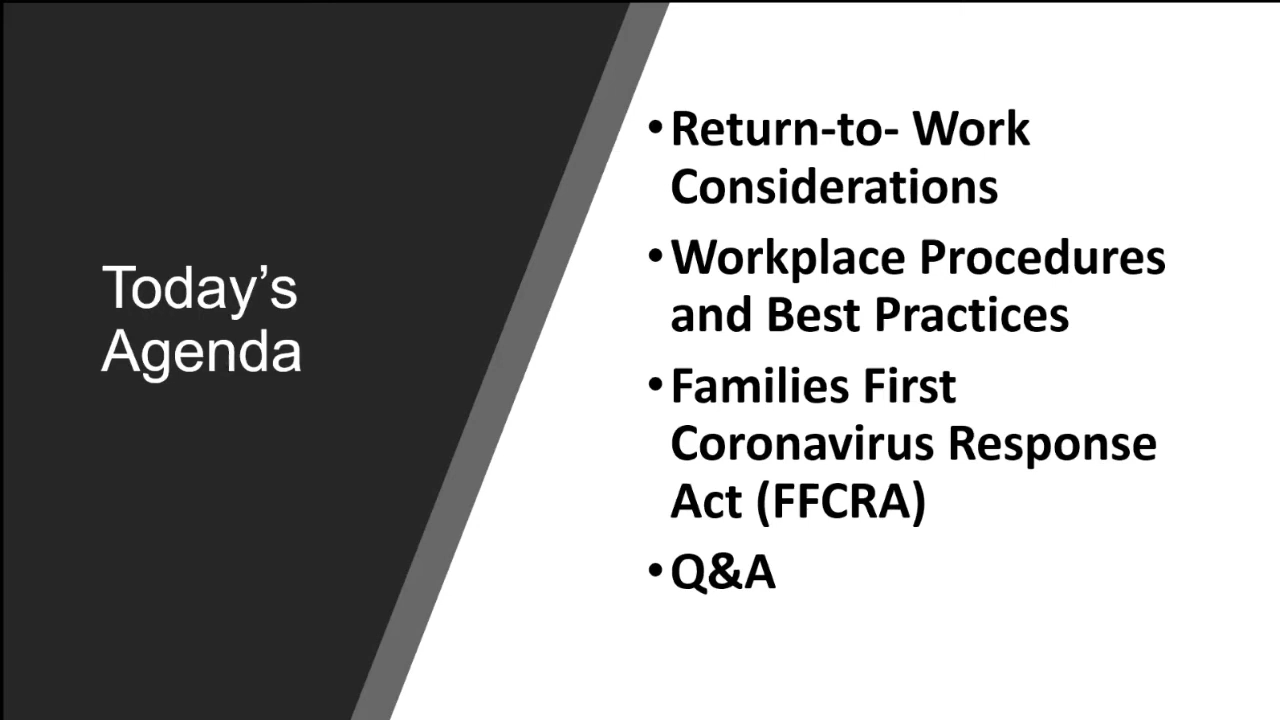 Today’s
Agenda
•Return-to- Work
Considerations
•Workplace Procedures
and Best Practices
•Families First
Coronavirus Response
Act (FFCRA)
•Q&A